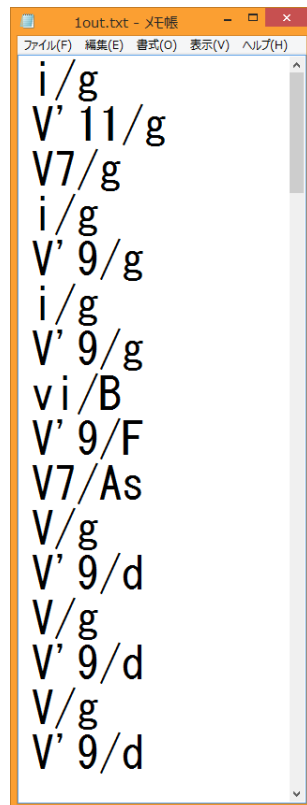 1out.txt - メモ帳
ファイル(F) 編集(E) 書式(O) 表示(V) ヘルプ(H)
i/g
V'11/g
V7/g
i/g
V'9/g
i/g
V'9/g
vi/B
V'9/F
V7/As
V/g
V'9/d
V/g
V'9/d
V/g
V'9/d